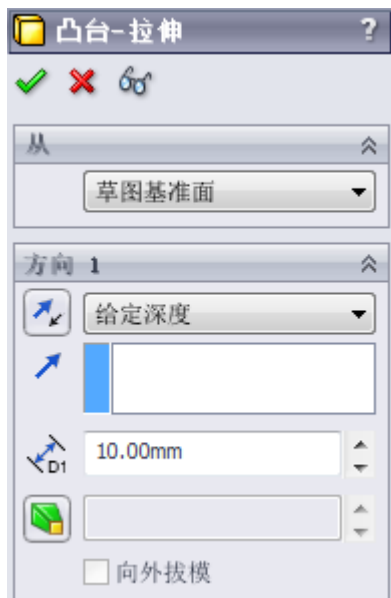 凸台-拉伸 ?
从
草图基准面
方向 1
给定深度
D1 10.00mm
向外拔模